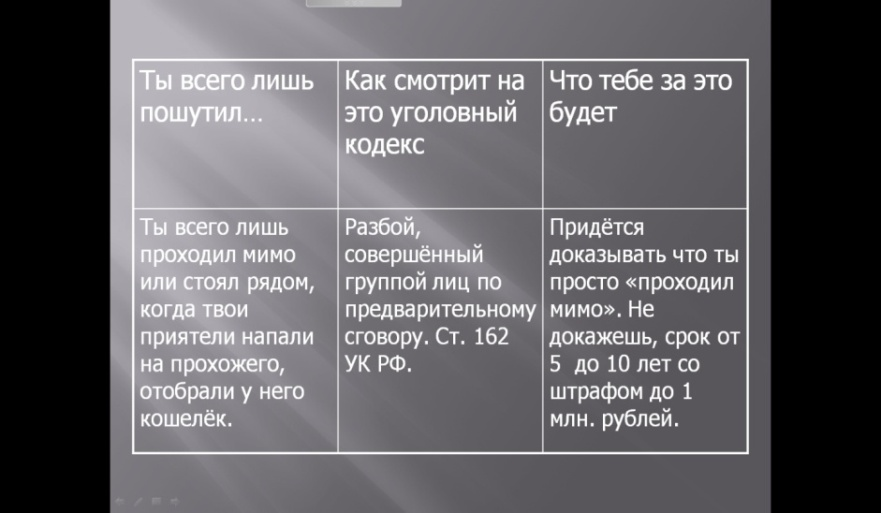 Ты всего лишь
пошутил...
Как смотрит на
это уголовный
кодекс
Что тебе за это
будет
Ты всего лишь
проходил мимо
или стоял рядом,
когда твои
приятели напали
на прохожего,
отобрали у него
кошелёк.
Разбой,
совершённый
группой лиц по
предварительному
сговору. Ст. 162
УК РФ.
Придётся
доказывать что ты
просто «проходил
мимо». Не
докажешь, срок от
5 до 10 лет со
штрафом до 1
млн. рублей.